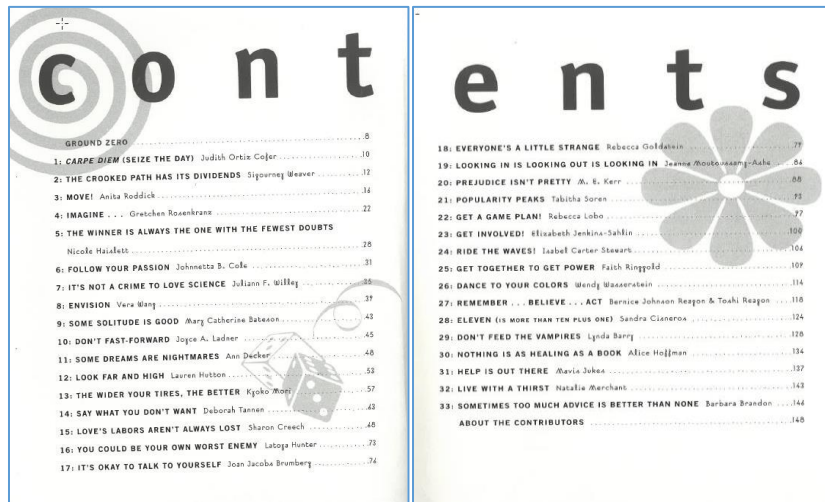 cont
GROUND ZERO ..... 8
1: CARPE DIEM (SEIZE THE DAY) Judith Ortiz Cofer ..... 10
2: THE CROOKED PATH HAS ITS DIVIDENDS Sigourney Weaver ..... 12
3: MOVE! Anita Roddick ..... 16
4: IMAGINE . . . Gretchen Rosenkranz ..... 22
5: THE WINNER IS ALWAYS THE ONE WITH THE FEWEST DOUBTS
Nicole Haislett ..... 28
6: FOLLOW YOUR PASSION Johnnetta B. Cole ..... 31
7: IT'S NOT A CRIME TO LOVE SCIENCE Juliann F. Willey ..... 35
8: ENVISION Vera Wang ..... 39
9: SOME SOLITUDE IS GOOD Mary Catherine Bateson ..... 43
10: DON'T FAST-FORWARD Joyce A. Ladner ..... 45
11: SOME DREAMS ARE NIGHTMARES Ann Decker ..... 48
12: LOOK FAR AND HIGH Lauren Hutton ..... 53
13: THE WIDER YOUR TIRES, THE BETTER Kyoko Mori ..... 57
14: SAY WHAT YOU DON'T WANT Deborah Tannen ..... 63
15: LOVE'S LABORS AREN'T ALWAYS LOST Sharon Creech ..... 68
16: YOU COULD BE YOUR OWN WORST ENEMY Latoya Hunter ..... 73
17: IT'S OKAY TO TALK TO YOURSELF Joan Jacobs Brumberg ..... 76
ents
18: EVERYONE'S A LITTLE STRANGE Rebecca Goldstein ..... 79
19: LOOKING IN IS LOOKING OUT IS LOOKING IN Jeanne Moutoussamy-Ashe ..... 86
20: PREJUDICE ISN'T PRETTY M. E. Kerr ..... 88
21: POPULARITY PEAKS Tabitha Soren ..... 93
22: GET A GAME PLAN! Rebecca Lobo ..... 97
23: GET INVOLVED! Elizabeth Jenkins-Sahlin ..... 100
24: RIDE THE WAVES! Isabel Carter Stewart ..... 106
25: GET TOGETHER TO GET POWER Faith Ringgold ..... 109
26: DANCE TO YOUR COLORS Wendy Wasserstein ..... 114
27: REMEMBER . . . BELIEVE . . . ACT Bernice Johnson Reagon & Toshi Reagon ..... 118
28: ELEVEN (IS MORE THAN TEN PLUS ONE) Sandra Cisneros ..... 124
29: DON'T FEED THE VAMPIRES Lynda Barry ..... 128
30: NOTHING IS AS HEALING AS A BOOK Alice Hoffman ..... 134
31: HELP IS OUT THERE Mavis Jukes ..... 137
32: LIVE WITH A THIRST Natalie Merchant ..... 143
33: SOMETIMES TOO MUCH ADVICE IS BETTER THAN NONE Barbara Brandon ..... 146
ABOUT THE CONTRIBUTORS ..... 148